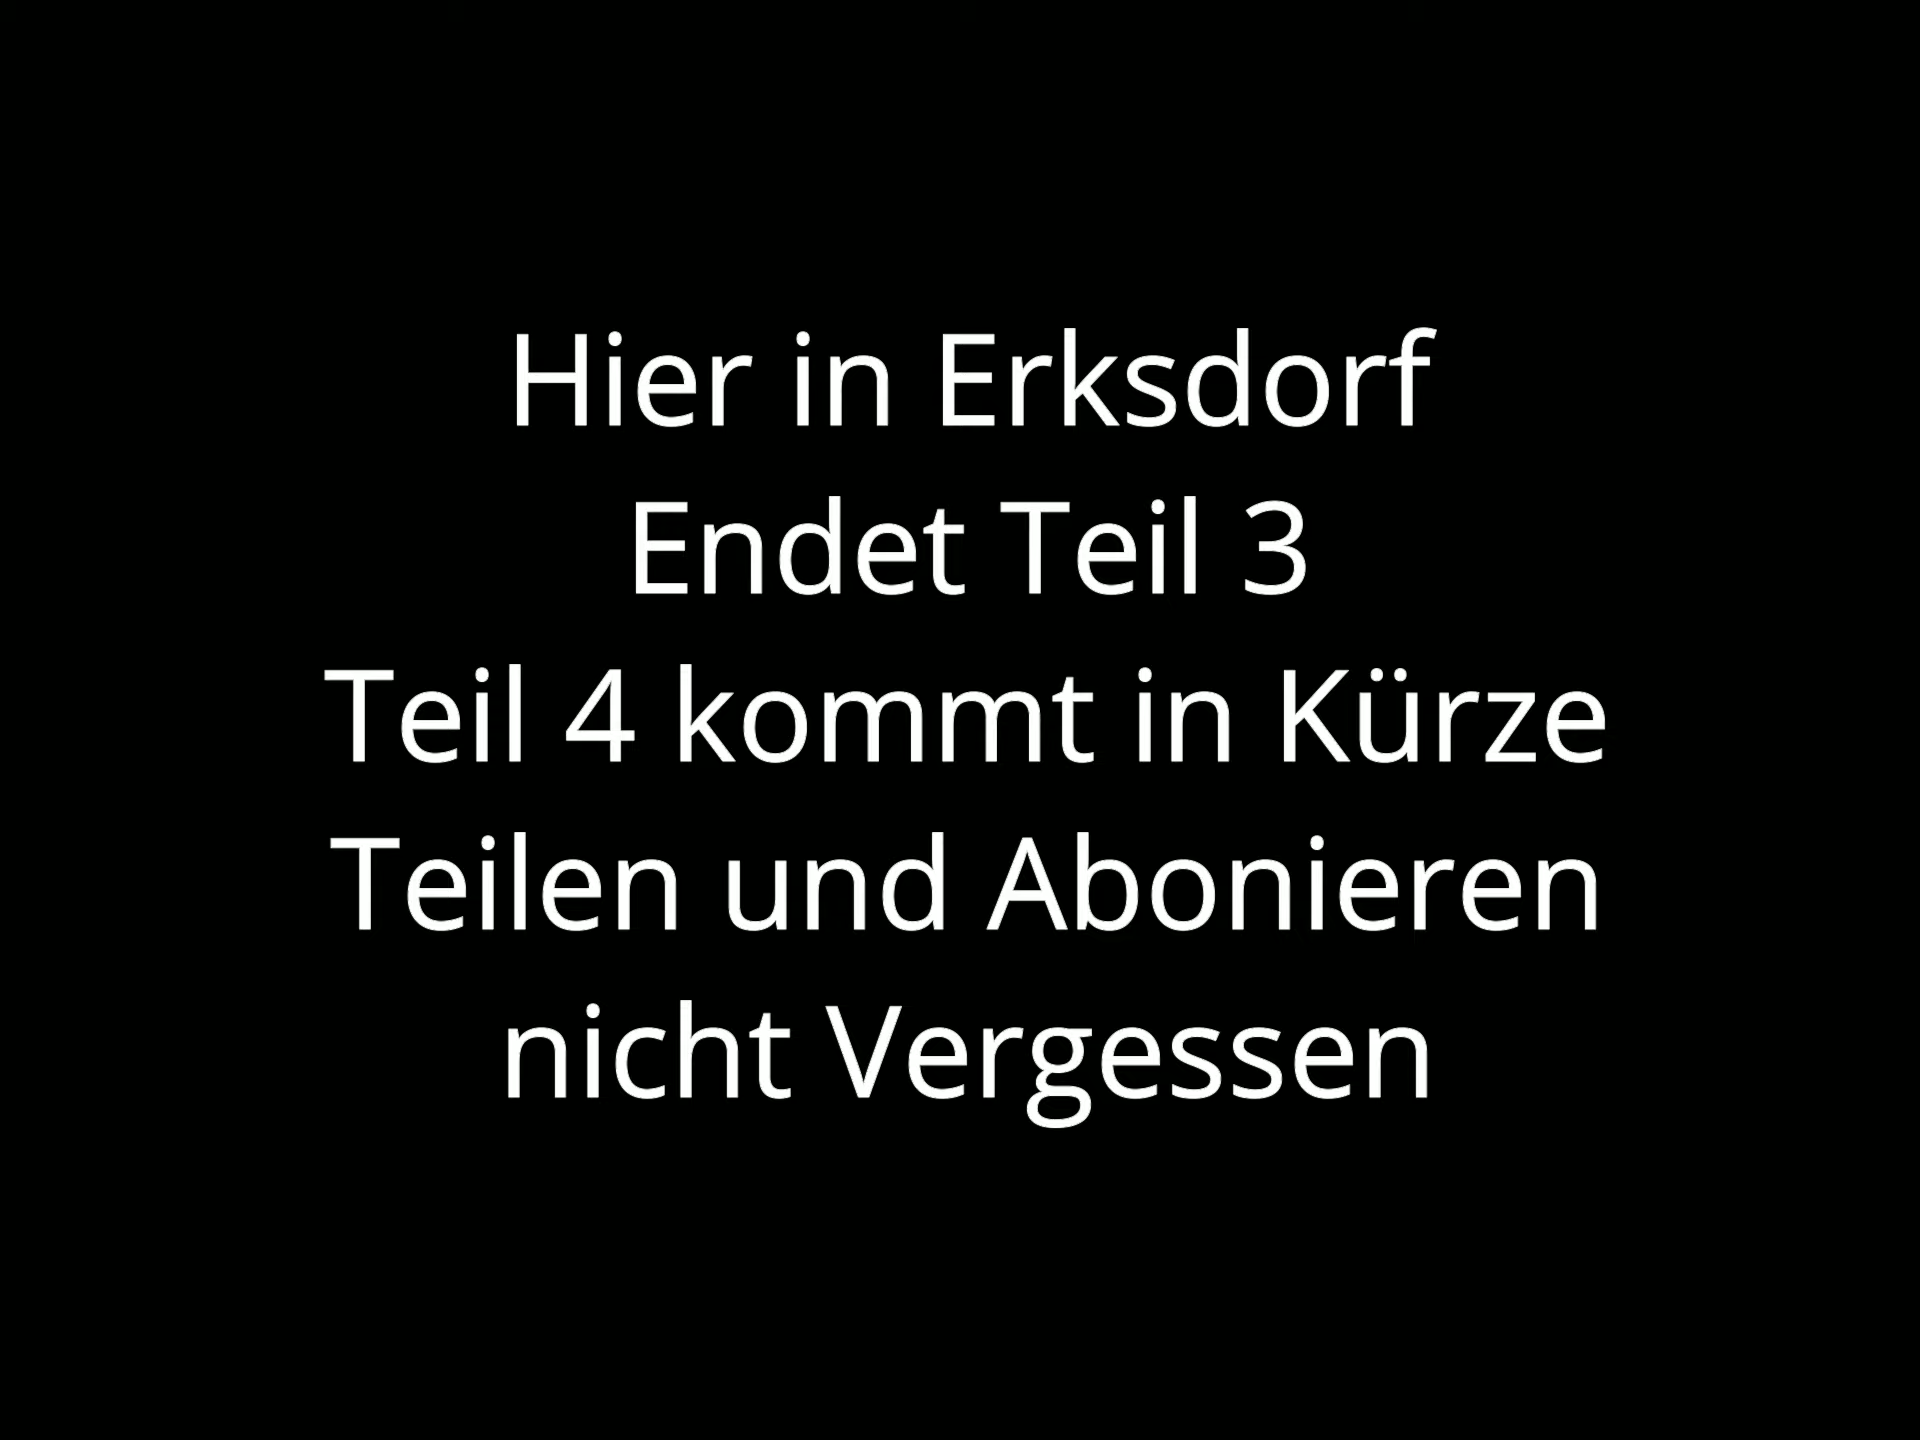 Hier in Erksdorf
Endet Teil 3
Teil 4 kommt in Kürze
Teilen und Abonieren
nicht Vergessen